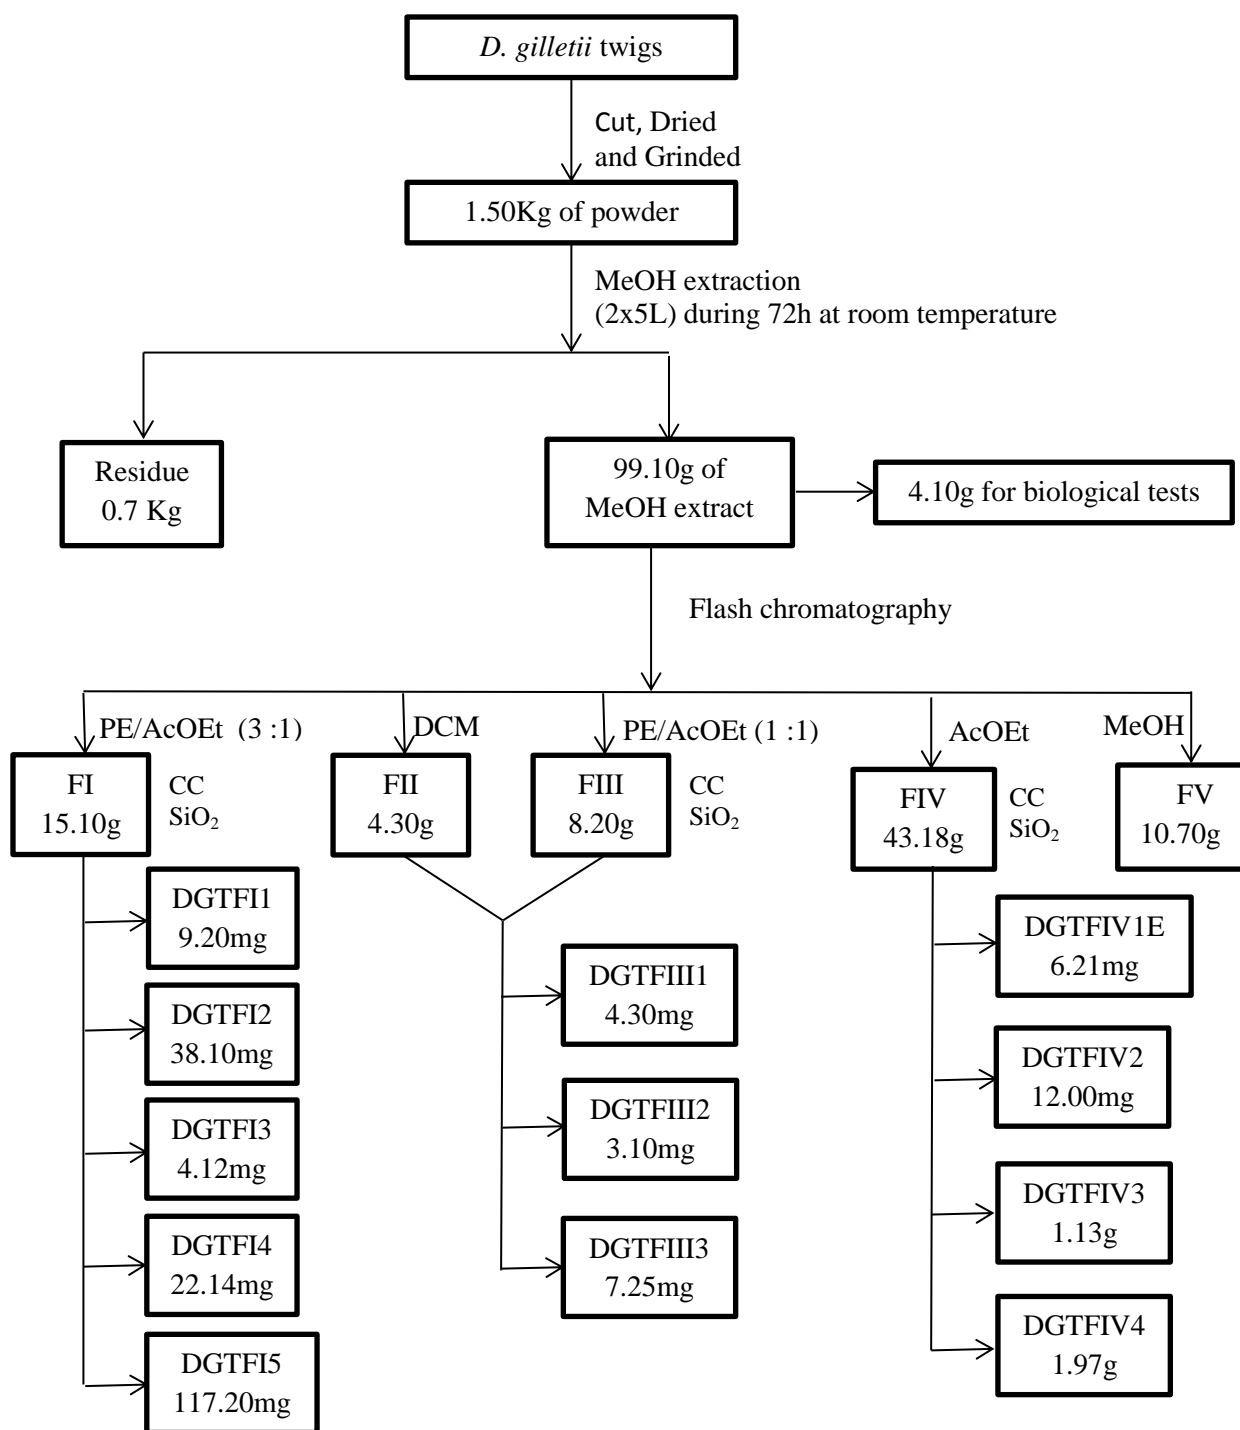 D. gilletii twigs
Cut, Dried
and Grinded
1.50Kg of powder
MeOH extraction
(2x5L) during 72h at room temperature
Residue
0.7 Kg
99.10g of
MeOH extract
4.10g for biological tests
Flash chromatography
PE/AcOEt (3 :1)
DCM
PE/AcOEt (1 :1)
AcOEt
MeOH
FI
15.10g
CC
SiO₂
FII
4.30g
FIII
8.20g
CC
SiO₂
FIV
43.18g
CC
SiO₂
FV
10.70g
DGTFI1
9.20mg
DGTFI2
38.10mg
DGTFI3
4.12mg
DGTFI4
22.14mg
DGTFI5
117.20mg
DGTFIII1
4.30mg
DGTFIII2
3.10mg
DGTFIII3
7.25mg
DGTFIV1E
6.21mg
DGTFIV2
12.00mg
DGTFIV3
1.13g
DGTFIV4
1.97g